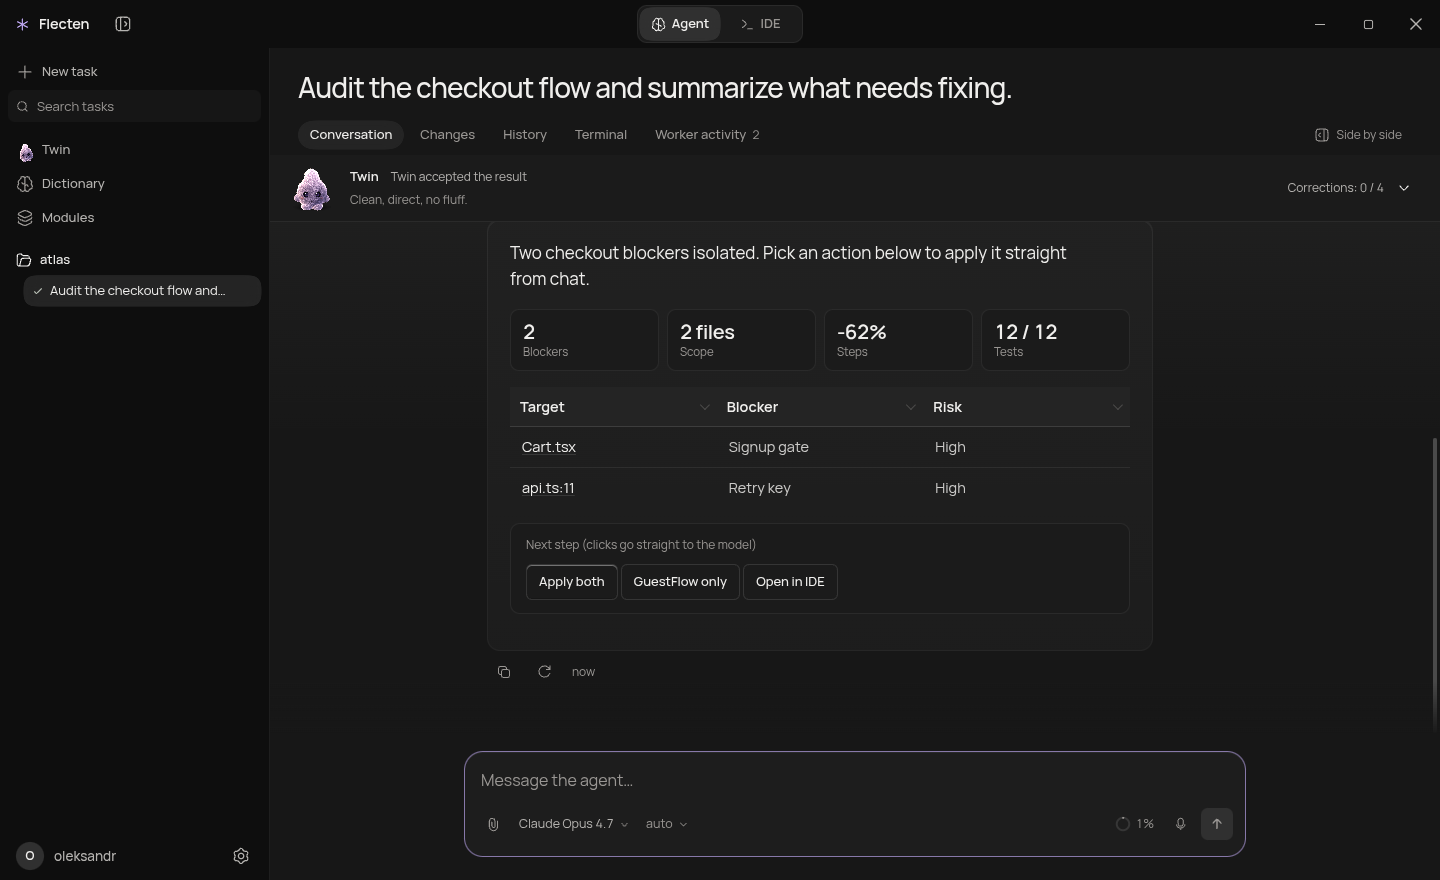 Flecten
Agent
IDE
New task
Search tasks
Twin
Dictionary
Modules
atlas
Audit the checkout flow and...
oleksandr
O
Audit the checkout flow and summarize what needs fixing.
Conversation
Changes
History
Terminal
Worker activity 2
Side by side
Twin Twin accepted the result
Clean, direct, no fluff.
Corrections: 0 / 4
Two checkout blockers isolated. Pick an action below to apply it straight
from chat.
2
Blockers
2 files
Scope
-62%
Steps
12 / 12
Tests
Target Blocker Risk
Cart.tsx Signup gate High
api.ts:11 Retry key High
Next step (clicks go straight to the model)
Apply both
GuestFlow only
Open in IDE
now
Message the agent...
Claude Opus 4.7
auto
1%